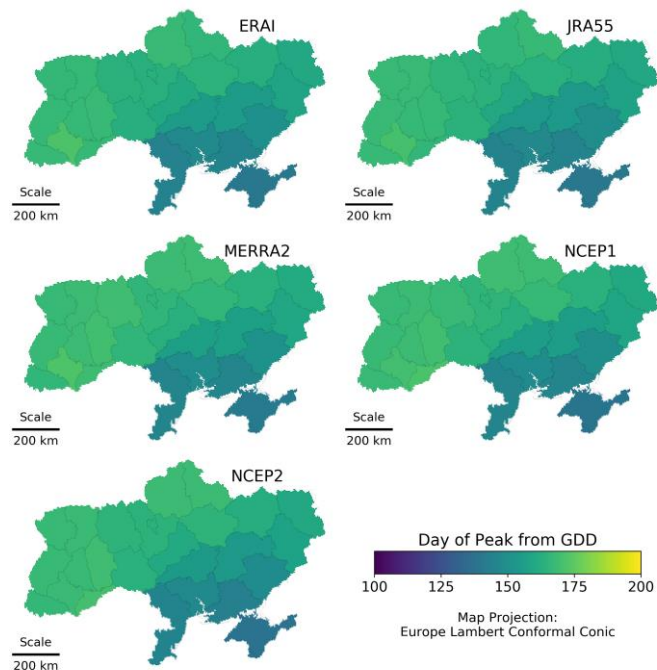 ERAI
JRA55
Scale
200 km
Scale
200 km
MERRA2
NCEP1
Scale
200 km
Scale
200 km
NCEP2
Scale
200 km
Day of Peak from GDD
100 125 150 175 200
Map Projection:
Europe Lambert Conformal Conic